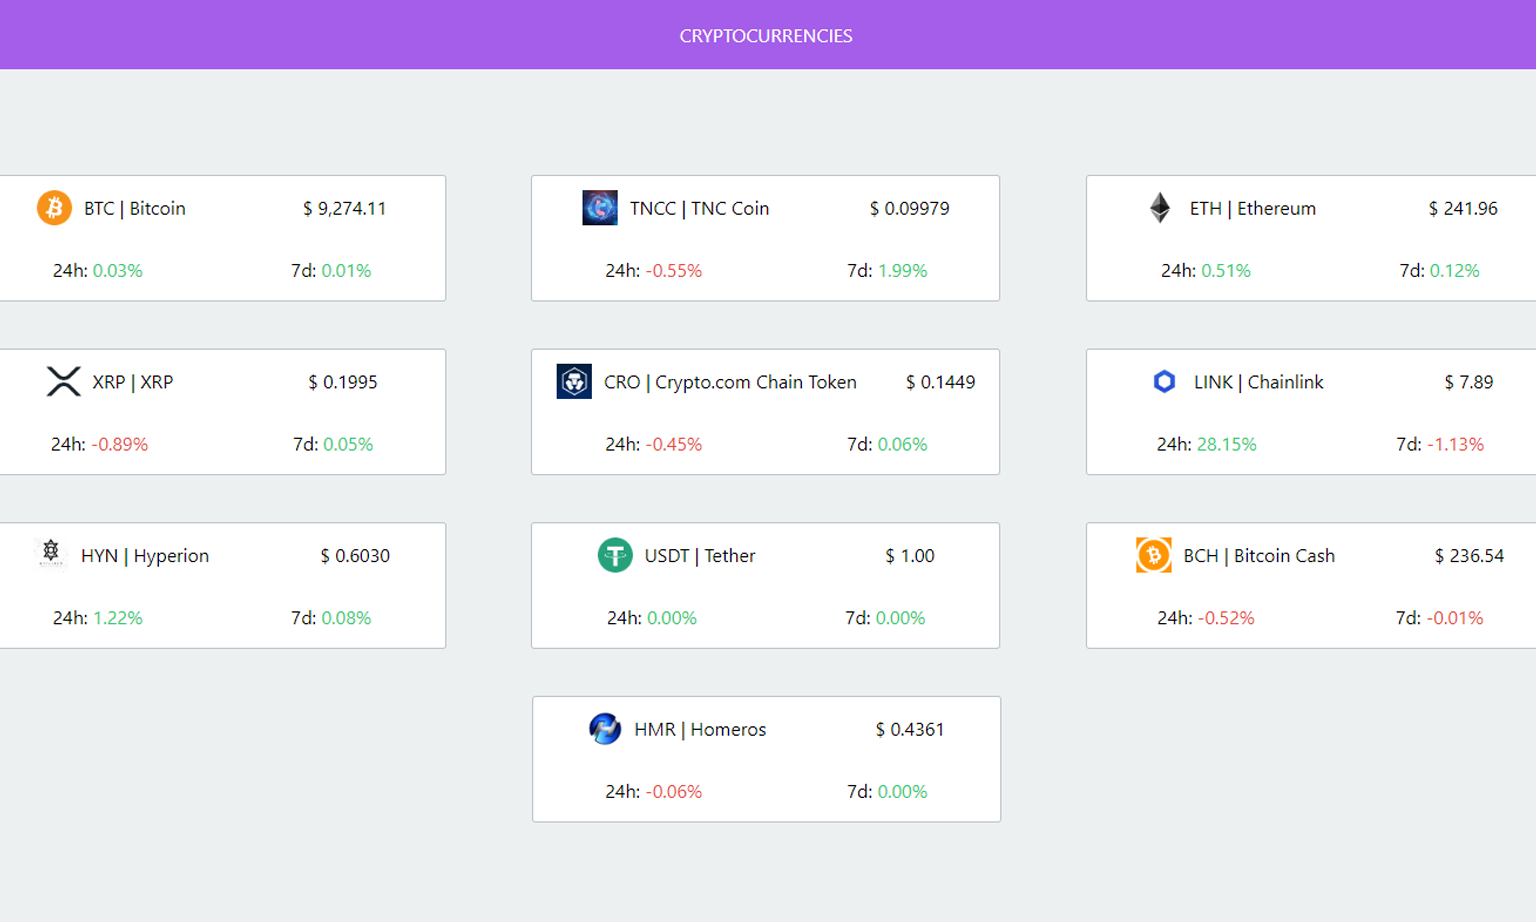 CRYPTOCURRENCIES
BTC | Bitcoin $ 9,274.11
24h: 0.03% 7d: 0.01%
TNCC | TNC Coin $ 0.09979
24h: -0.55% 7d: 1.99%
ETH | Ethereum $ 241.96
24h: 0.51% 7d: 0.12%
XRP | XRP $ 0.1995
24h: -0.89% 7d: 0.05%
CRO | Crypto.com Chain Token $ 0.1449
24h: -0.45% 7d: 0.06%
LINK | Chainlink $ 7.89
24h: 28.15% 7d: -1.13%
HYN | Hyperion $ 0.6030
24h: 1.22% 7d: 0.08%
USDT | Tether $ 1.00
24h: 0.00% 7d: 0.00%
BCH | Bitcoin Cash $ 236.54
24h: -0.52% 7d: -0.01%
HMR | Homeros $ 0.4361
24h: -0.06% 7d: 0.00%